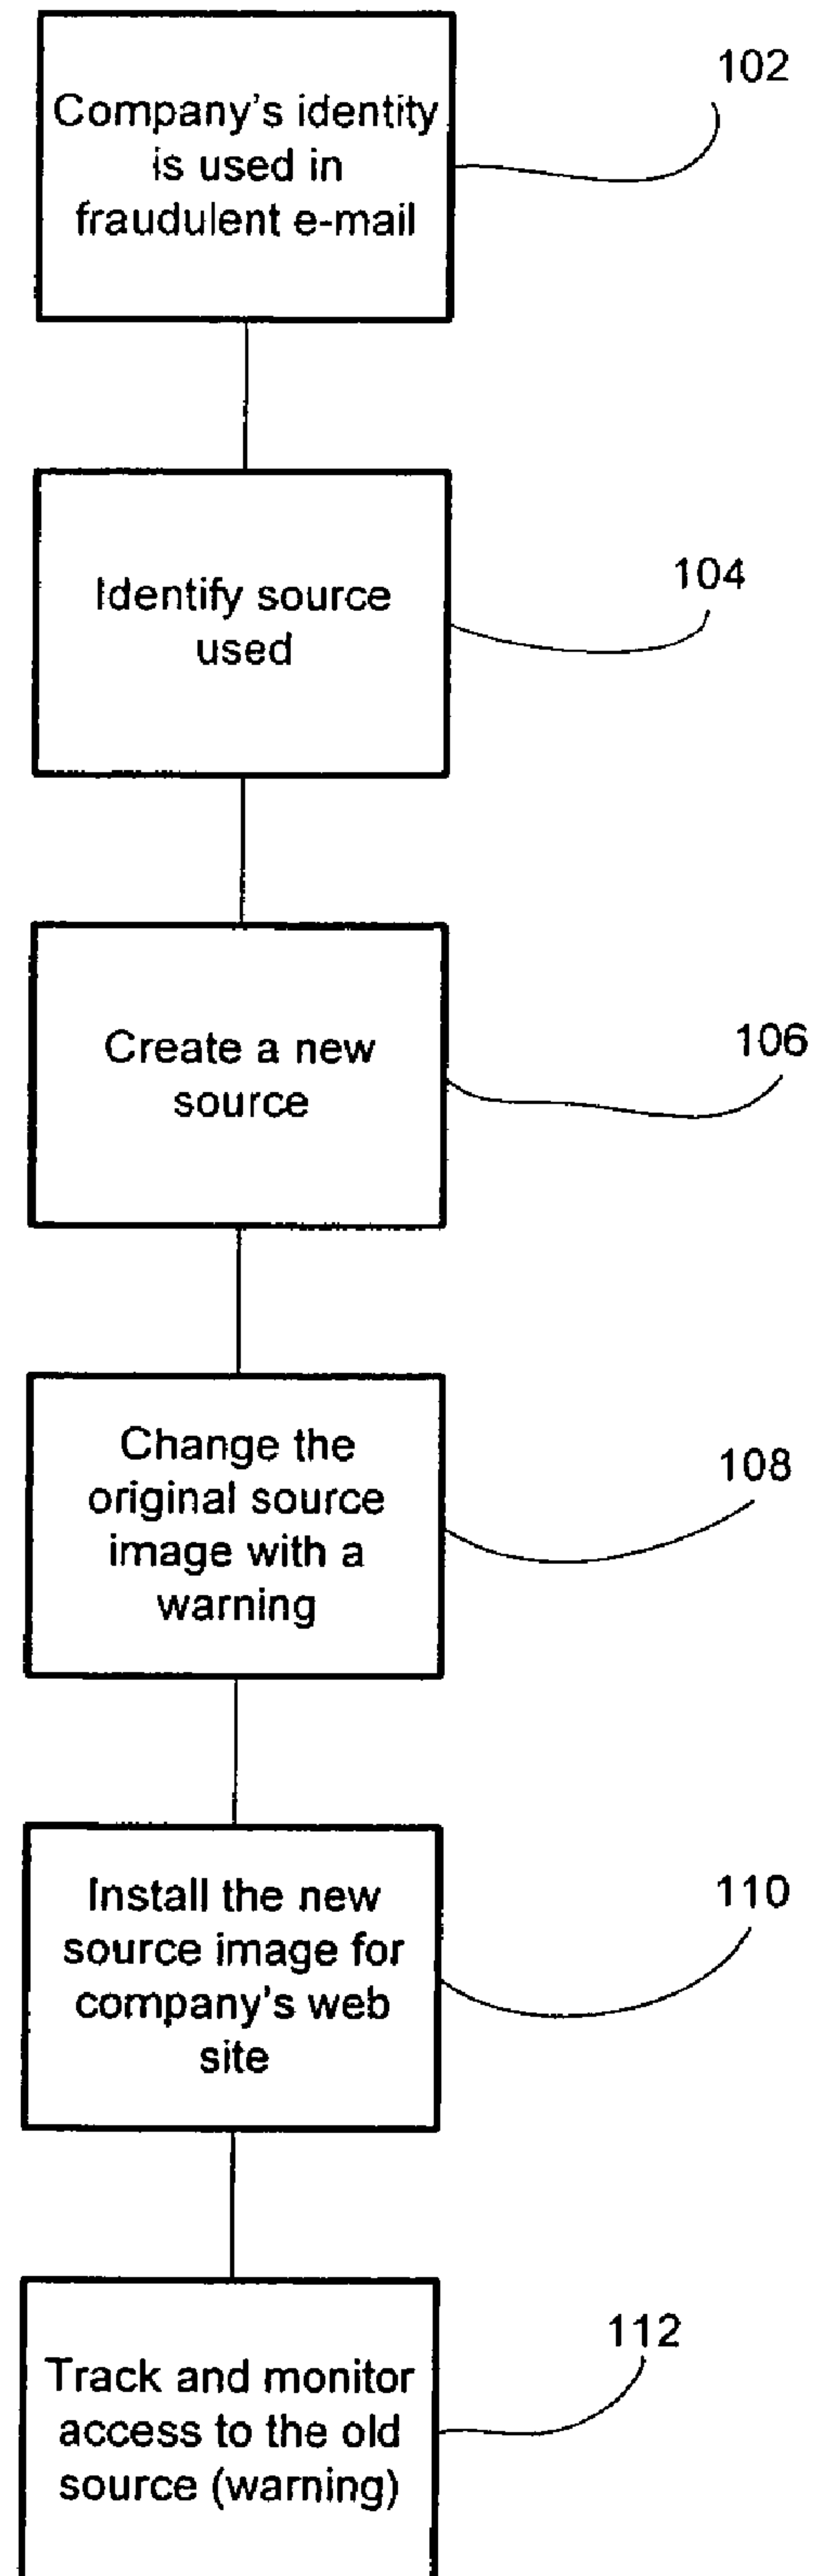 Company's identity
is used in
fraudulent e-mail
102
Identify source
used
104
Create a new
source
106
Change the
original source
image with a
warning
108
Install the new
source image for
company's web
site
110
Track and monitor
access to the old
source (warning)
112